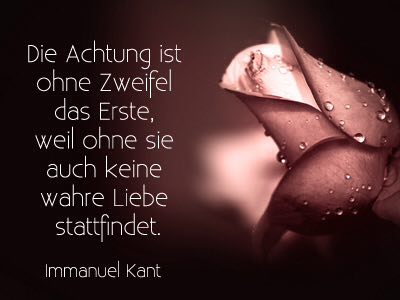 Die Achtung ist
ohne Zweifel
das Erste,
weil ohne sie
auch keine
wahre Liebe
stattfindet.
Immanuel Kant